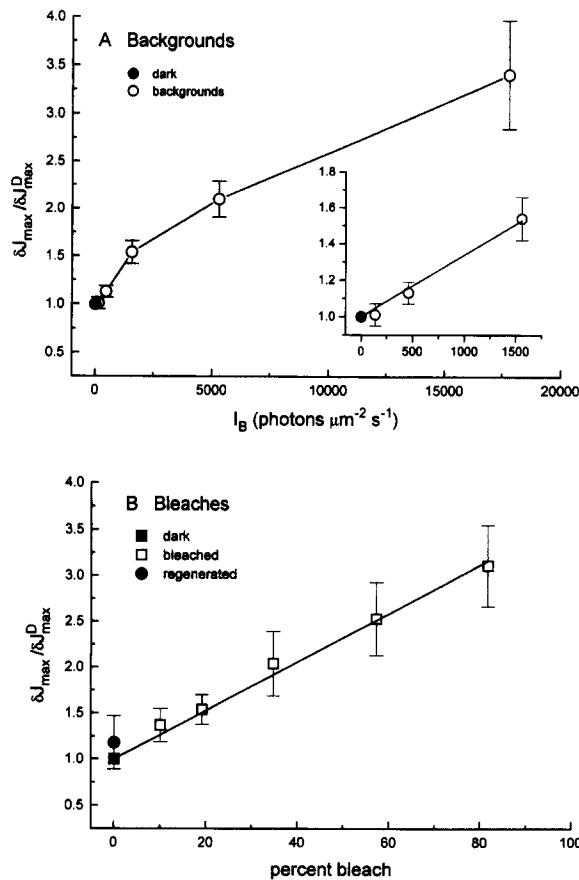 A Backgrounds
dark
backgrounds
4.0
3.5
3.0
2.5
2.0
1.5
1.0
0.5
δJmax /δJᴰmax
1.8
1.6
1.4
1.2
1.0
0 500 1000 1500
0 5000 10000 15000 20000
I_B (photons μm⁻² s⁻¹)
B Bleaches
dark
bleached
regenerated
4.0
3.5
3.0
2.5
2.0
1.5
1.0
0.5
δJmax /δJᴰmax
0 20 40 60 80 100
percent bleach